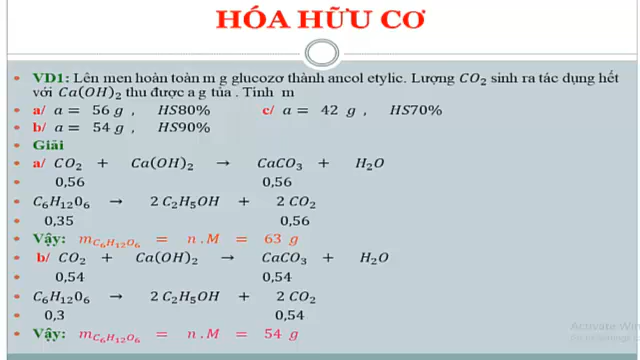 HÓA HỮU CƠ
VD1: Lên men hoàn toàn m g glucozơ thành ancol etylic. Lượng CO₂ sinh ra tác dụng hết
với Ca(OH)₂ thu được a g tủa . Tính m
a/ a = 56 g , HS80% c/ a = 42 g , HS70%
b/ a = 54 g , HS90%
Giải
a/ CO₂ + Ca(OH)₂ → CaCO₃ + H₂O
0,56 0,56
C₆H₁₂O₆ → 2 C₂H₅OH + 2 CO₂
0,35 0,56
Vậy: m_C₆H₁₂O₆ = n . M = 63 g
b/ CO₂ + Ca(OH)₂ → CaCO₃ + H₂O
0,54 0,54
C₆H₁₂O₆ → 2 C₂H₅OH + 2 CO₂
0,3 0,54
Vậy: m_C₆H₁₂O₆ = n . M = 54 g
Activate Win